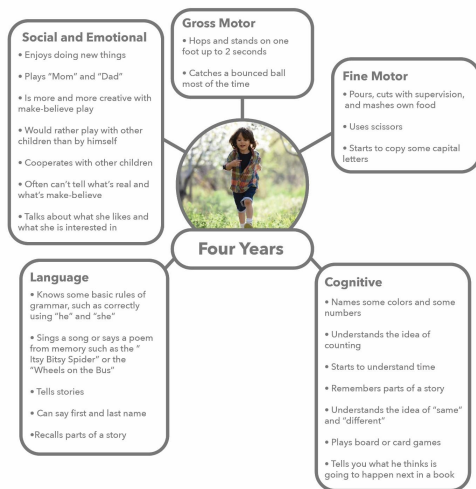 Social and Emotional
• Enjoys doing new things
• Plays "Mom" and "Dad"
• Is more and more creative with
make-believe play
• Would rather play with other
children than by himself
• Cooperates with other children
• Often can't tell what's real and
what's make-believe
• Talks about what she likes and
what she is interested in
Gross Motor
• Hops and stands on one
foot up to 2 seconds
• Catches a bounced ball
most of the time
Fine Motor
• Pours, cuts with supervision,
and mashes own food
• Uses scissors
• Starts to copy some capital
letters
Four Years
Language
• Knows some basic rules of
grammar, such as correctly
using "he" and "she"
• Sings a song or says a poem
from memory such as the "
Itsy Bitsy Spider" or the
"Wheels on the Bus"
• Tells stories
• Can say first and last name
•Recalls parts of a story
Cognitive
• Names some colors and some
numbers
• Understands the idea of
counting
• Starts to understand time
• Remembers parts of a story
• Understands the idea of "same"
and "different"
• Plays board or card games
• Tells you what he thinks is
going to happen next in a book